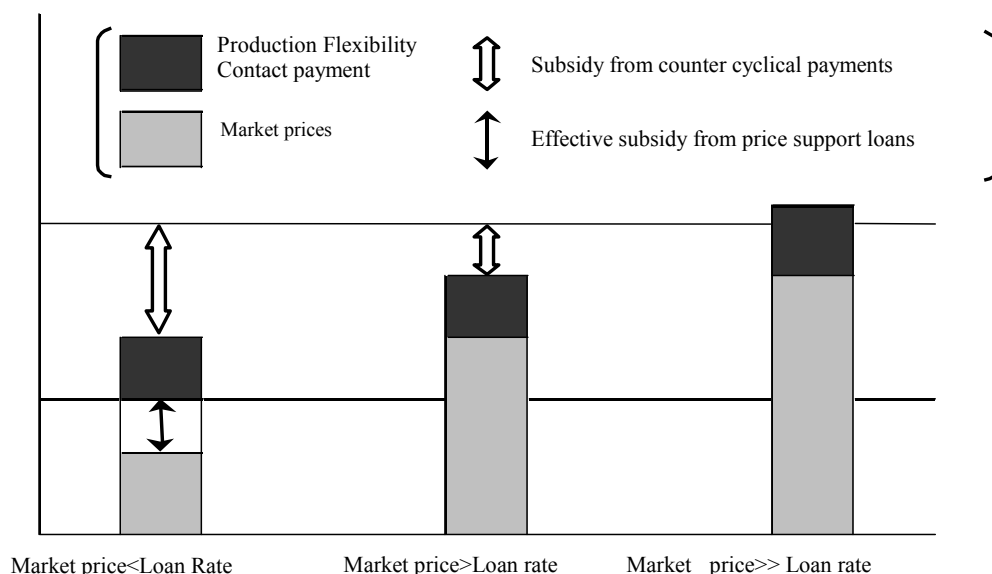 Production Flexibility
Contact payment
Subsidy from counter cyclical payments
Market prices
Effective subsidy from price support loans
Market price<Loan Rate
Market price>Loan rate
Market price>> Loan rate